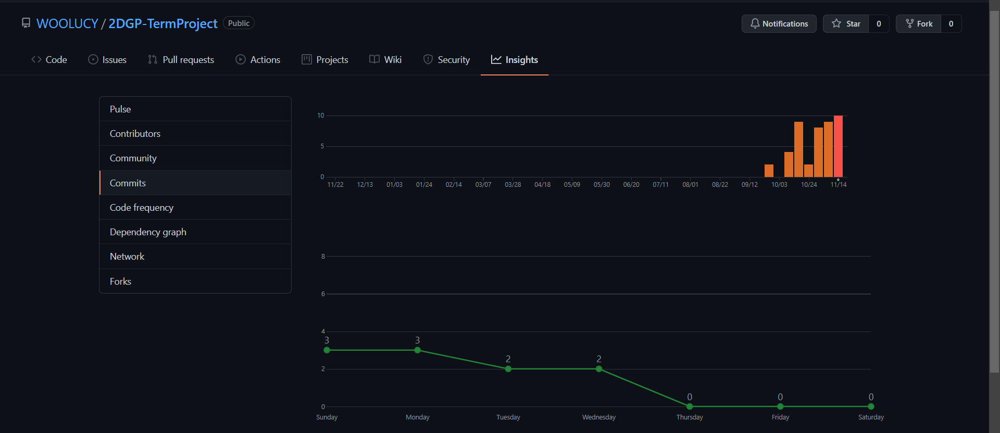 WOOLUCY / 2DGP-TermProject Public Notifications Star 0 Fork 0
Code Issues Pull requests Actions Projects Wiki Security Insights
Pulse
Contributors
Community
Commits
Code frequency
Dependency graph
Network
Forks
10
5
0
11/22 12/13 01/03 01/24 02/14 03/07 03/28 04/18 05/09 05/30 06/20 07/11 08/01 08/22 09/12 10/03 10/24 11/14
8
6
4
3 3
2 2
2
0 0 0
0
Sunday Monday Tuesday Wednesday Thursday Friday Saturday